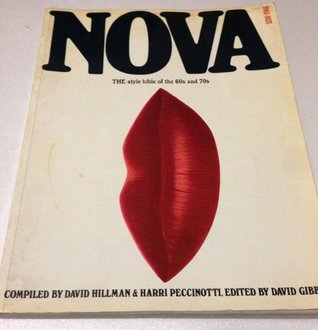 NOVA
THE style bible of the 60s and 70s
COMPILED BY DAVID HILLMAN & HARRI PECCINOTTI, EDITED BY DAVID GIBB